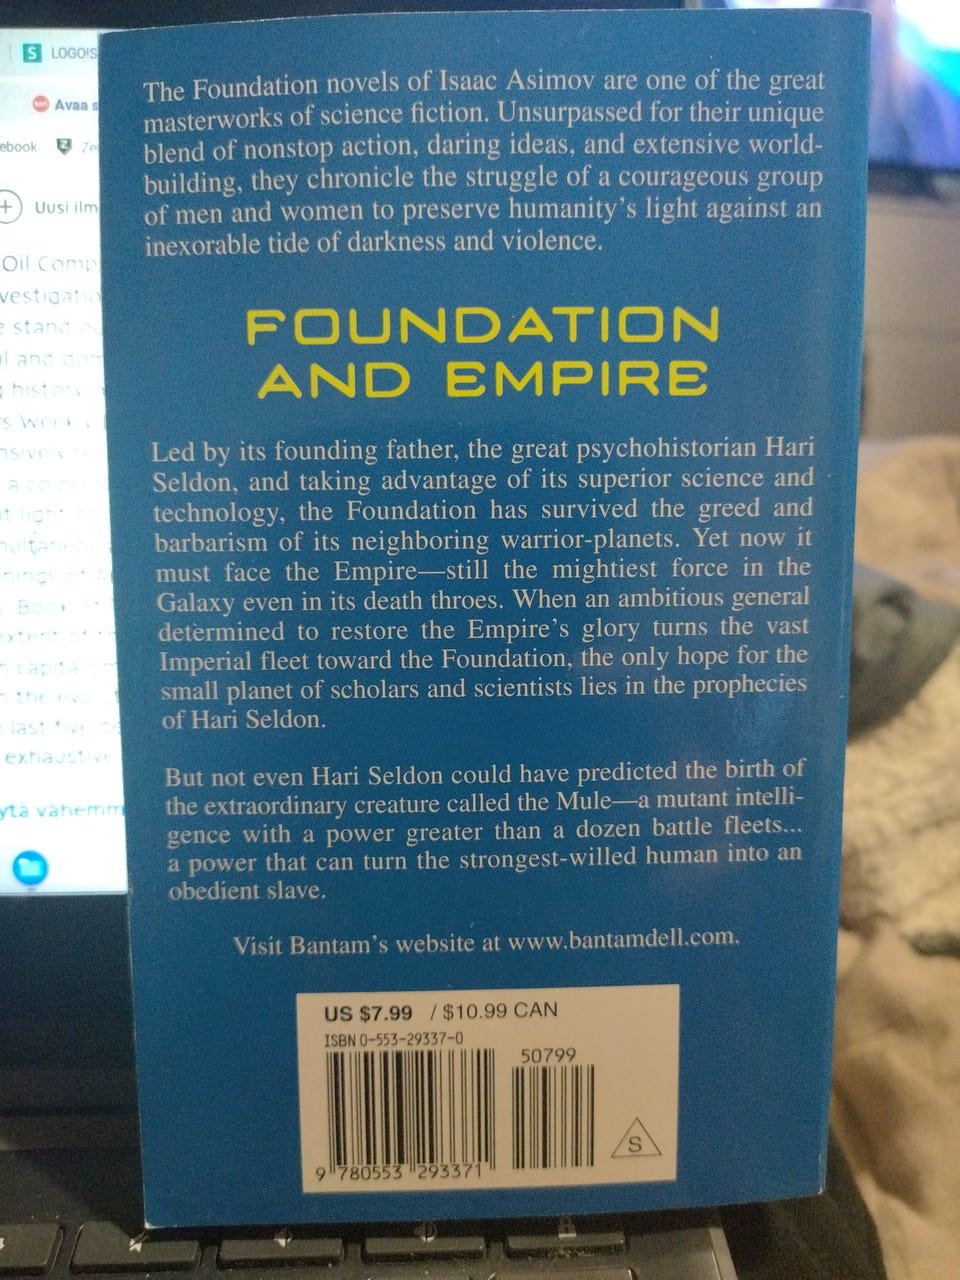 LOGO!S
Avaa s
ebook
Uusi ilm
Oil Comp
vestigatio
stand
and
history
exhaustive
ytä vähemm
The Foundation novels of Isaac Asimov are one of the great
masterworks of science fiction. Unsurpassed for their unique
blend of nonstop action, daring ideas, and extensive world-
building, they chronicle the struggle of a courageous group
of men and women to preserve humanity’s light against an
inexorable tide of darkness and violence.
FOUNDATION
AND EMPIRE
Led by its founding father, the great psychohistorian Hari
Seldon, and taking advantage of its superior science and
technology, the Foundation has survived the greed and
barbarism of its neighboring warrior-planets. Yet now it
must face the Empire—still the mightiest force in the
Galaxy even in its death throes. When an ambitious general
determined to restore the Empire’s glory turns the vast
Imperial fleet toward the Foundation, the only hope for the
small planet of scholars and scientists lies in the prophecies
of Hari Seldon.
But not even Hari Seldon could have predicted the birth of
the extraordinary creature called the Mule—a mutant intelli-
gence with a power greater than a dozen battle fleets...
a power that can turn the strongest-willed human into an
obedient slave.
Visit Bantam’s website at www.bantamdell.com.
US $7.99 / $10.99 CAN
ISBN 0-553-29337-0
50799
9 780553 293371
S